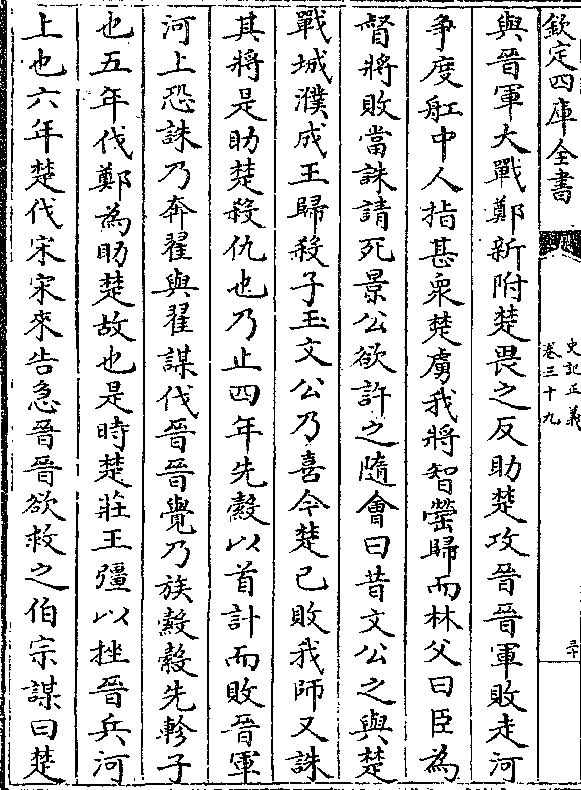 欽定四庫全書
史記正義
卷三十九
與晉軍大戰鄭新附楚畏之反助楚攻晉晉軍敗走河
争度舡中人指甚衆楚虜我將智罃歸而林父曰臣為
督將敗當誅請死景公欲許之隨會曰昔文公之與楚
戰城濮成王歸殺子玉文公乃喜今楚已敗我師又誅
其將是助楚殺仇也乃止四年先縠以首計而敗晉軍
河上恐誅乃奔翟與翟謀伐晉晉覺乃族縠縠先軫子
也五年伐鄭為助楚故也是時楚莊王彊以挫晉兵河
上也六年楚伐宋宋來告急晉晉欲救之伯宗謀曰楚